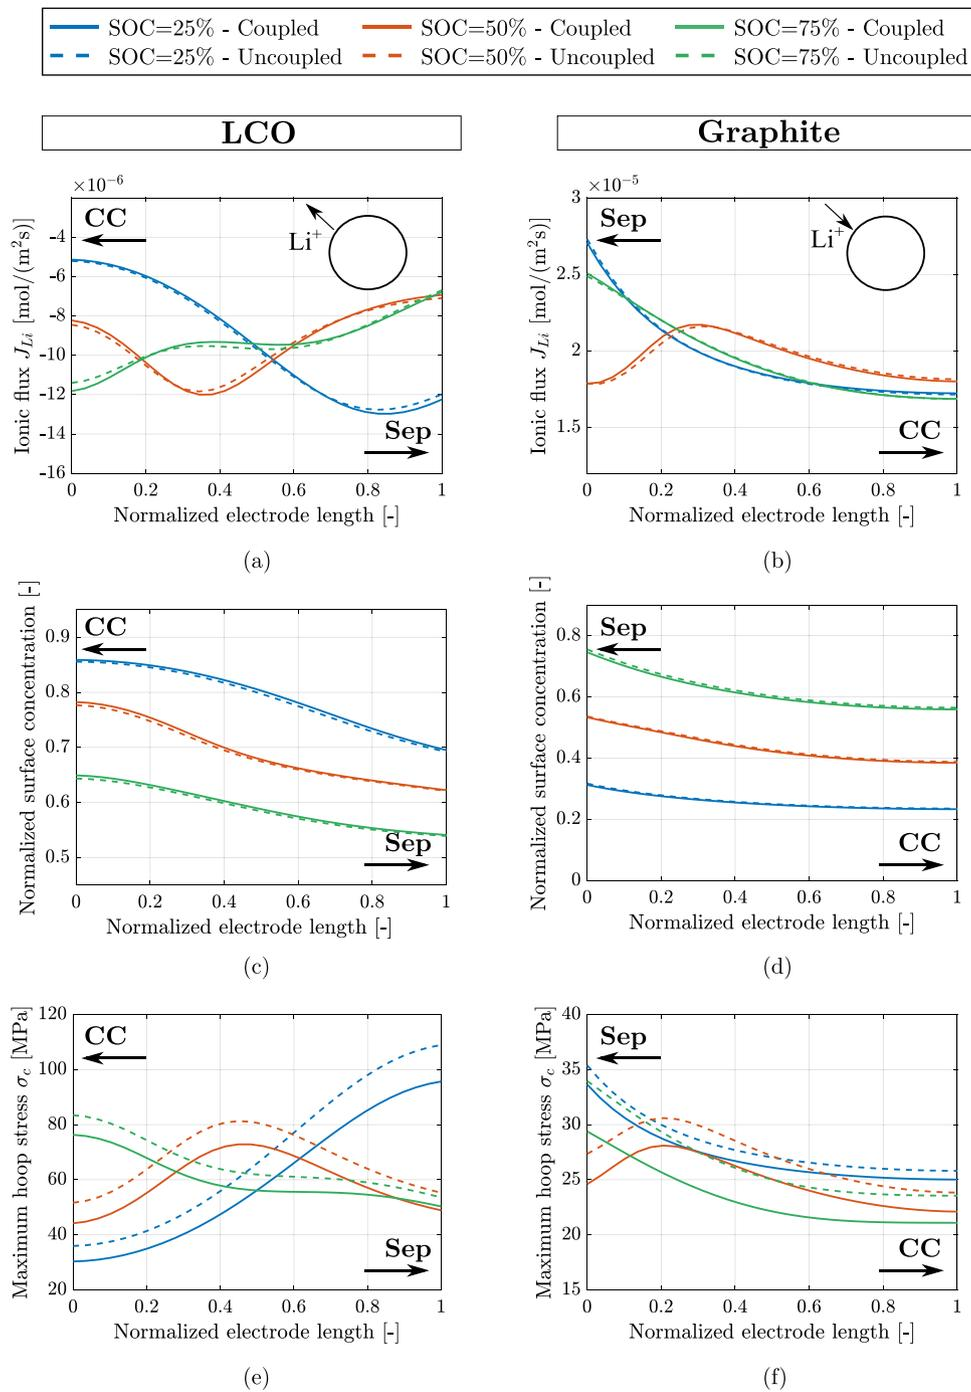 SOC=25% - Coupled SOC=50% - Coupled SOC=75% - Coupled
SOC=25% - Uncoupled SOC=50% - Uncoupled SOC=75% - Uncoupled
LCO
Graphite
×10⁻⁶
CC
Li⁺
Sep
-4
-6
-8
-10
-12
-14
-16
0 0.2 0.4 0.6 0.8 1
Ionic flux J_Li [mol/(m²s)]
Normalized electrode length [-]
(a)
×10⁻⁵
Sep
Li⁺
CC
3
2.5
2
1.5
0 0.2 0.4 0.6 0.8 1
Ionic flux J_Li [mol/(m²s)]
Normalized electrode length [-]
(b)
CC
Sep
0.9
0.8
0.7
0.6
0.5
0 0.2 0.4 0.6 0.8 1
Normalized surface concentration [-]
Normalized electrode length [-]
(c)
Sep
CC
0.8
0.6
0.4
0.2
0
0 0.2 0.4 0.6 0.8 1
Normalized surface concentration [-]
Normalized electrode length [-]
(d)
CC
Sep
120
100
80
60
40
20
0 0.2 0.4 0.6 0.8 1
Maximum hoop stress σ_c [MPa]
Normalized electrode length [-]
(e)
Sep
CC
40
35
30
25
20
15
0 0.2 0.4 0.6 0.8 1
Maximum hoop stress σ_c [MPa]
Normalized electrode length [-]
(f)